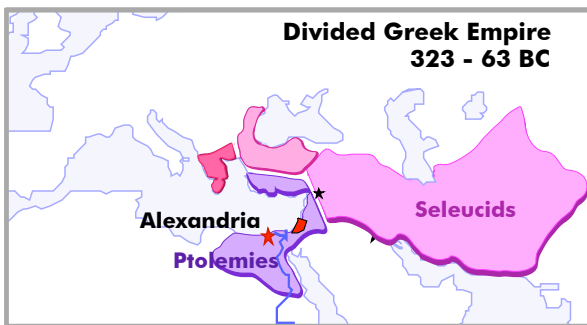 Divided Greek Empire
323 - 63 BC
Alexandria
Seleucids
Ptolemies